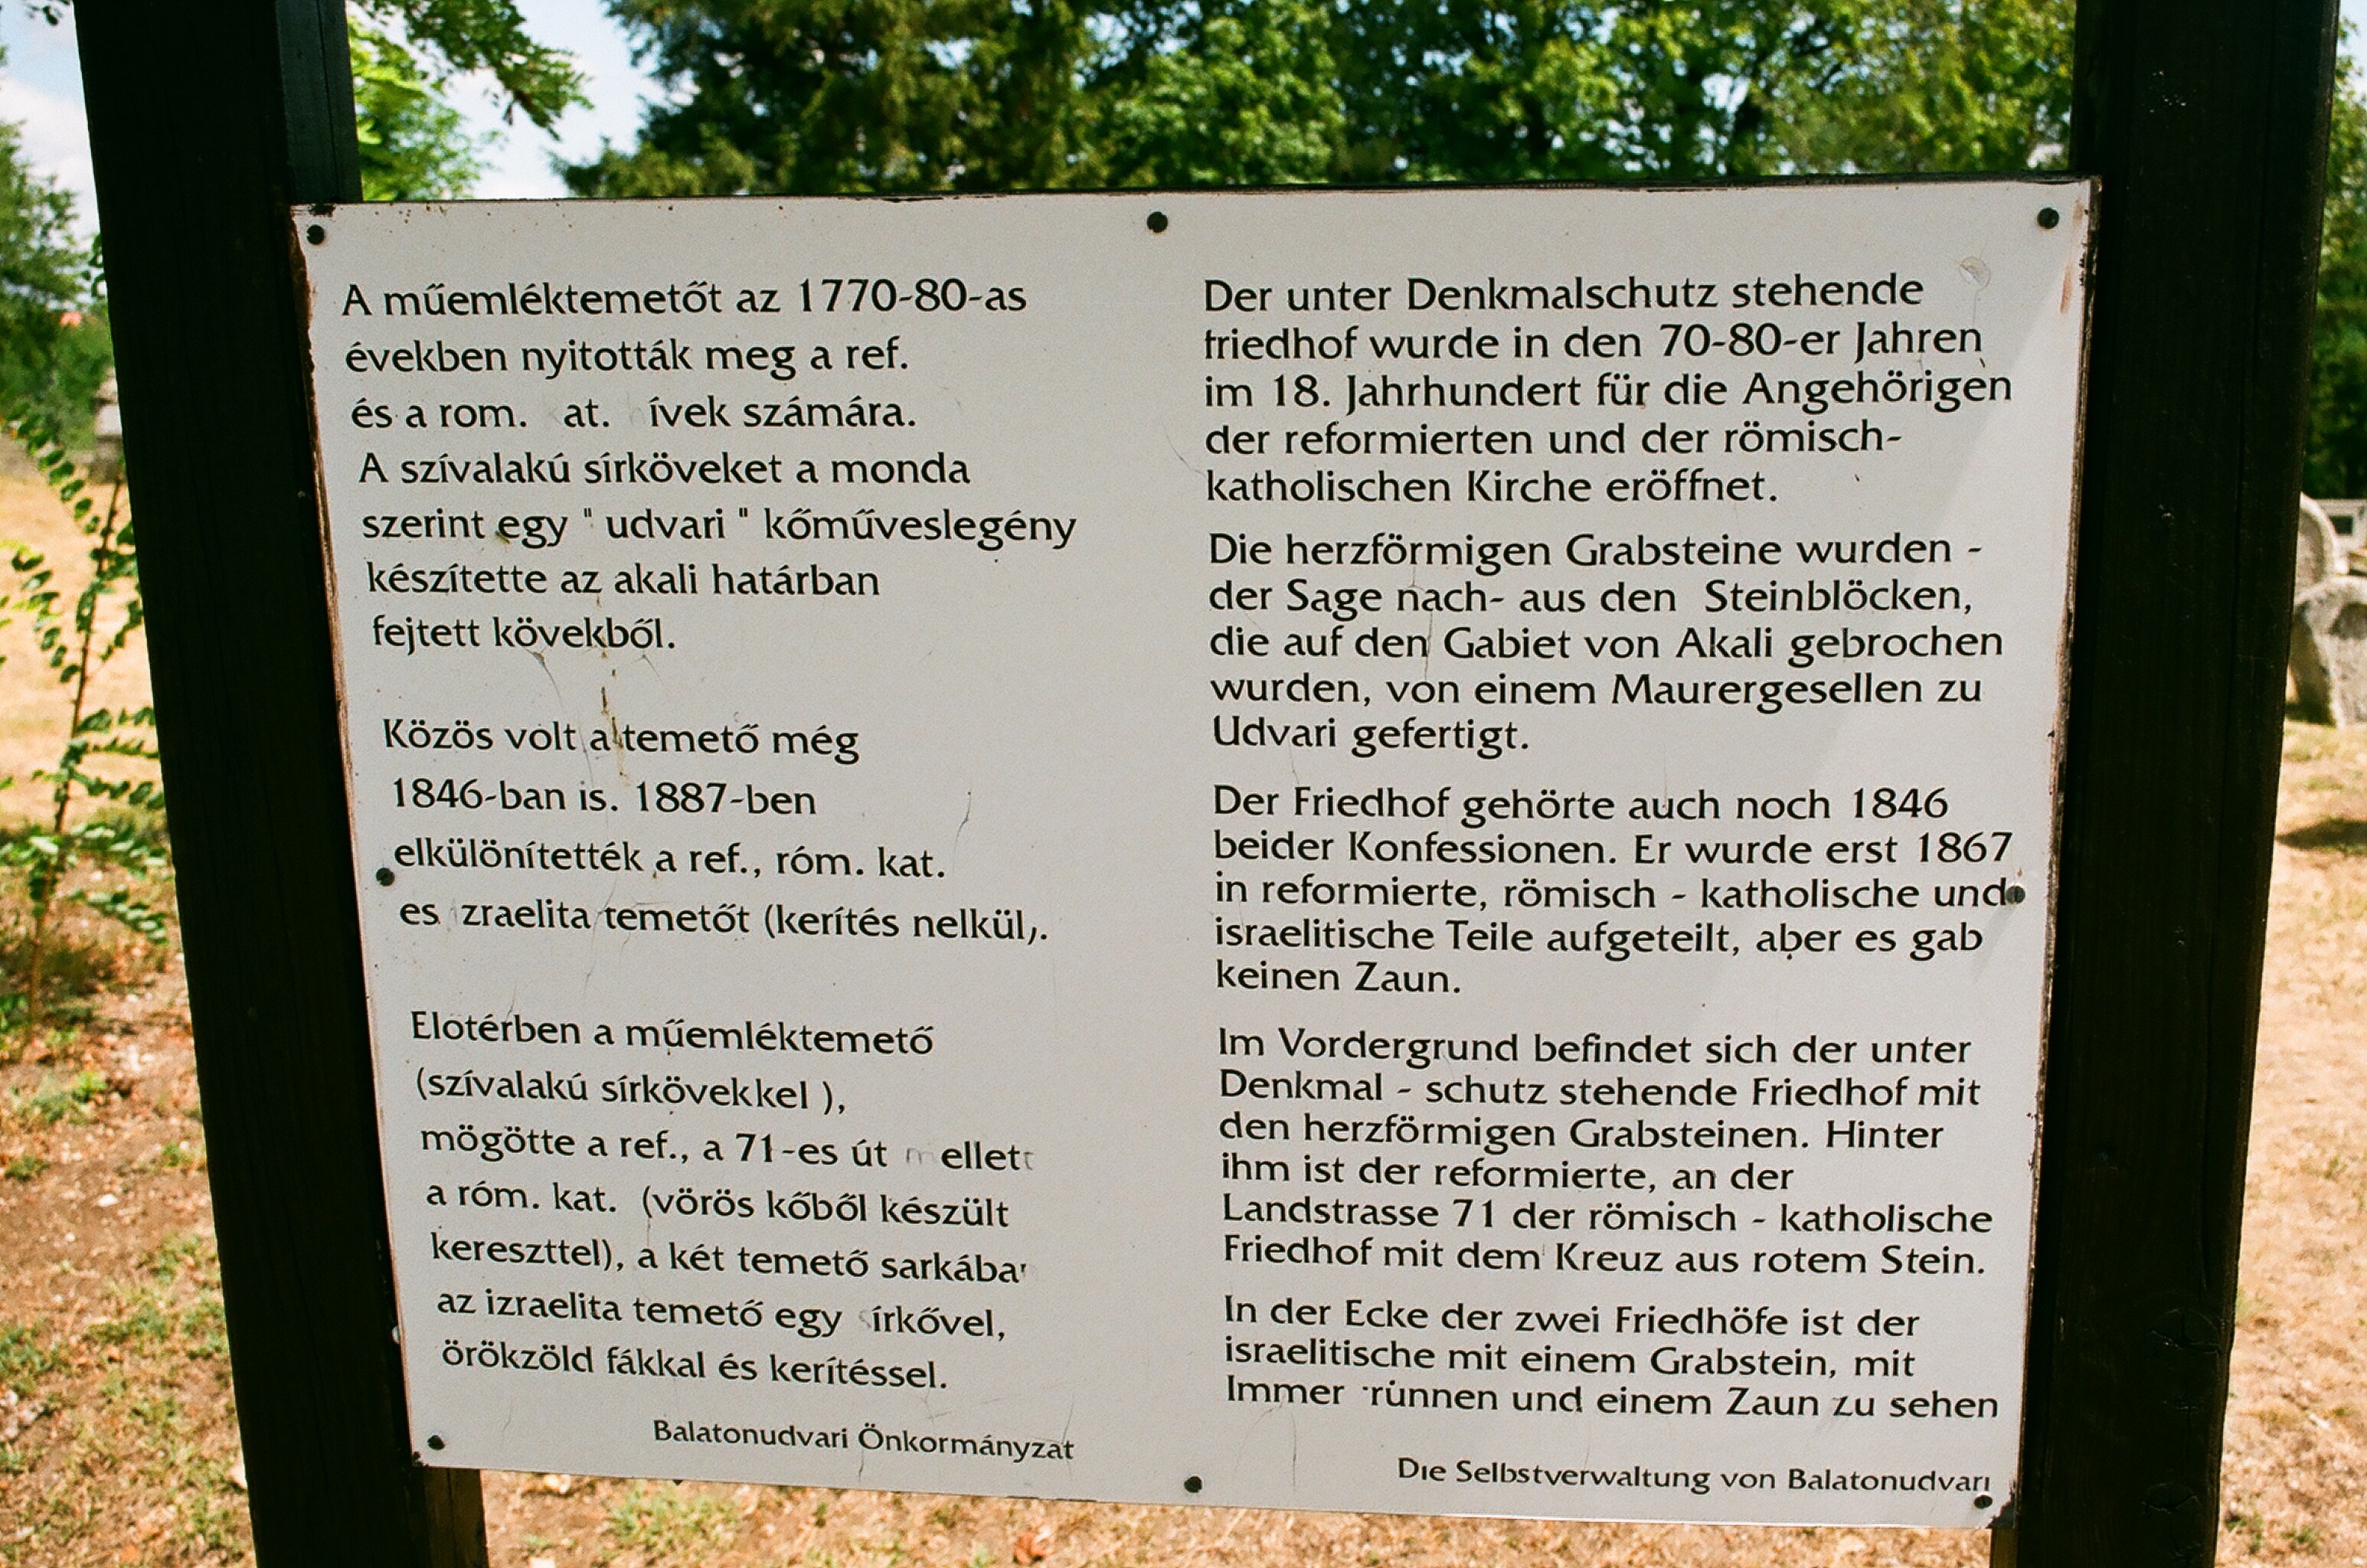 A műemléktemetőt az 1770-80-as
években nyitották meg a ref.
és a rom. at. ívek számára.
A szívalakú sírköveket a monda
szerint egy " udvari " kőműveslegény
készítette az akali határban
fejtett kövekből.
Közös volt a temető még
1846-ban is. 1887-ben
elkülönítették a ref., róm. kat.
es zraelita temetőt (kerítés nelkül).
Elotérben a műemléktemető
(szívalakú sírkövekkel ),
mögötte a ref., a 71-es út mellett
a róm. kat. (vörös kőből készült
kereszttel), a két temető sarkában
az izraelita temető egy sírkővel,
örökzöld fákkal és kerítéssel.
Balatonudvari Önkormányzat
Der unter Denkmalschutz stehende
friedhof wurde in den 70-80-er Jahren
im 18. Jahrhundert für die Angehörigen
der reformierten und der römisch-
katholischen Kirche eröffnet.
Die herzförmigen Grabsteine wurden -
der Sage nach- aus den Steinblöcken,
die auf den Gabiet von Akali gebrochen
wurden, von einem Maurergesellen zu
Udvari gefertigt.
Der Friedhof gehörte auch noch 1846
beider Konfessionen. Er wurde erst 1867
in reformierte, römisch - katholische und
israelitische Teile aufgeteilt, aber es gab
keinen Zaun.
Im Vordergrund befindet sich der unter
Denkmal - schutz stehende Friedhof mit
den herzförmigen Grabsteinen. Hinter
ihm ist der reformierte, an der
Landstrasse 71 der römisch - katholische
Friedhof mit dem Kreuz aus rotem Stein.
In der Ecke der zwei Friedhöfe ist der
israelitische mit einem Grabstein, mit
Immer und einem Zaun zu sehen
Die Selbstverwaltung von Balatonudvari